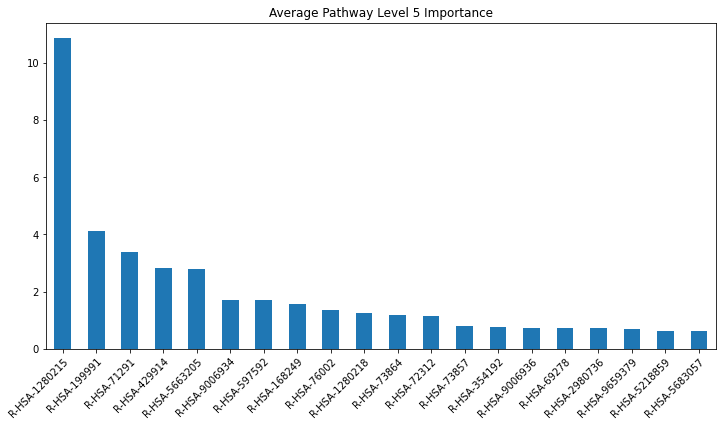 Average Pathway Level 5 Importance
10
8
6
4
2
0
R-HSA-1280215
R-HSA-199991
R-HSA-71291
R-HSA-429914
R-HSA-5663205
R-HSA-9006934
R-HSA-597592
R-HSA-168249
R-HSA-76002
R-HSA-1280218
R-HSA-73864
R-HSA-72312
R-HSA-73857
R-HSA-354192
R-HSA-9006936
R-HSA-69278
R-HSA-2980736
R-HSA-9659379
R-HSA-5218859
R-HSA-5683057